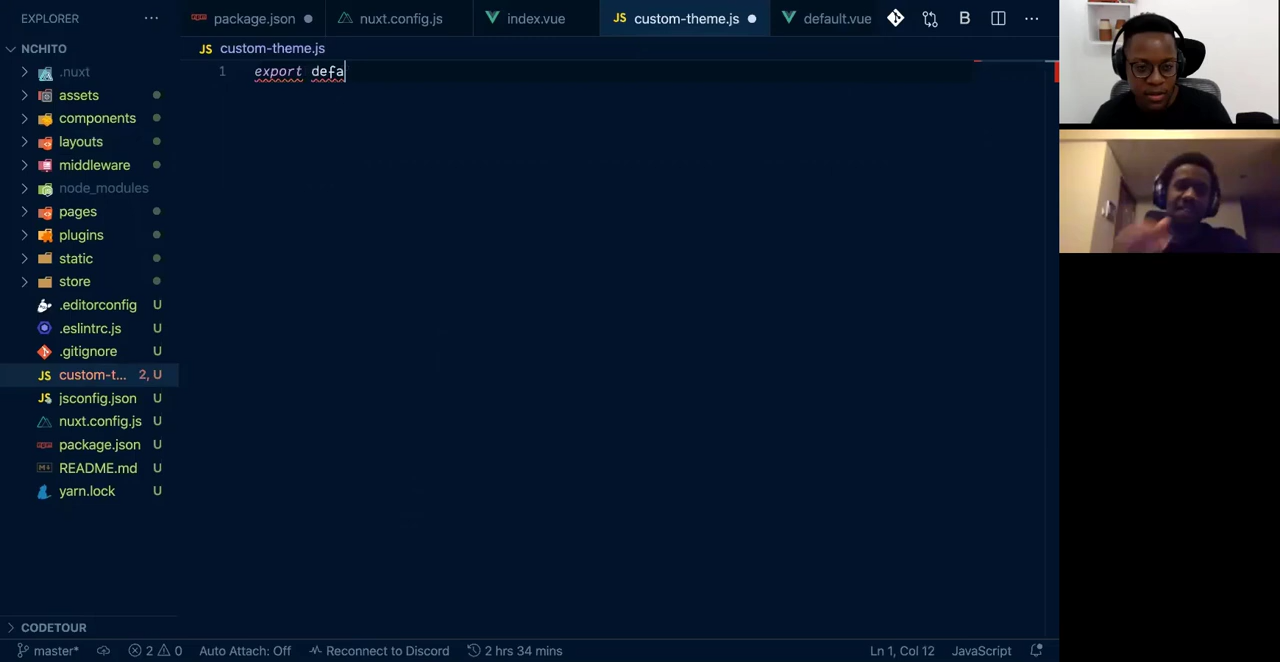 EXPLORER
package.json
nuxt.config.js
index.vue
JS custom-theme.js
default.vue
B
NCHITO
JS custom-theme.js
1 export defa
.nuxt
assets
components
layouts
middleware
node_modules
pages
plugins
static
store
.editorconfig U
.eslintrc.js U
.gitignore U
JS custom-t... 2, U
JS jsconfig.json U
nuxt.config.js U
package.json U
README.md U
yarn.lock U
CODETOUR
master* 2 0 Auto Attach: Off Reconnect to Discord 2 hrs 34 mins Ln 1, Col 12 JavaScript